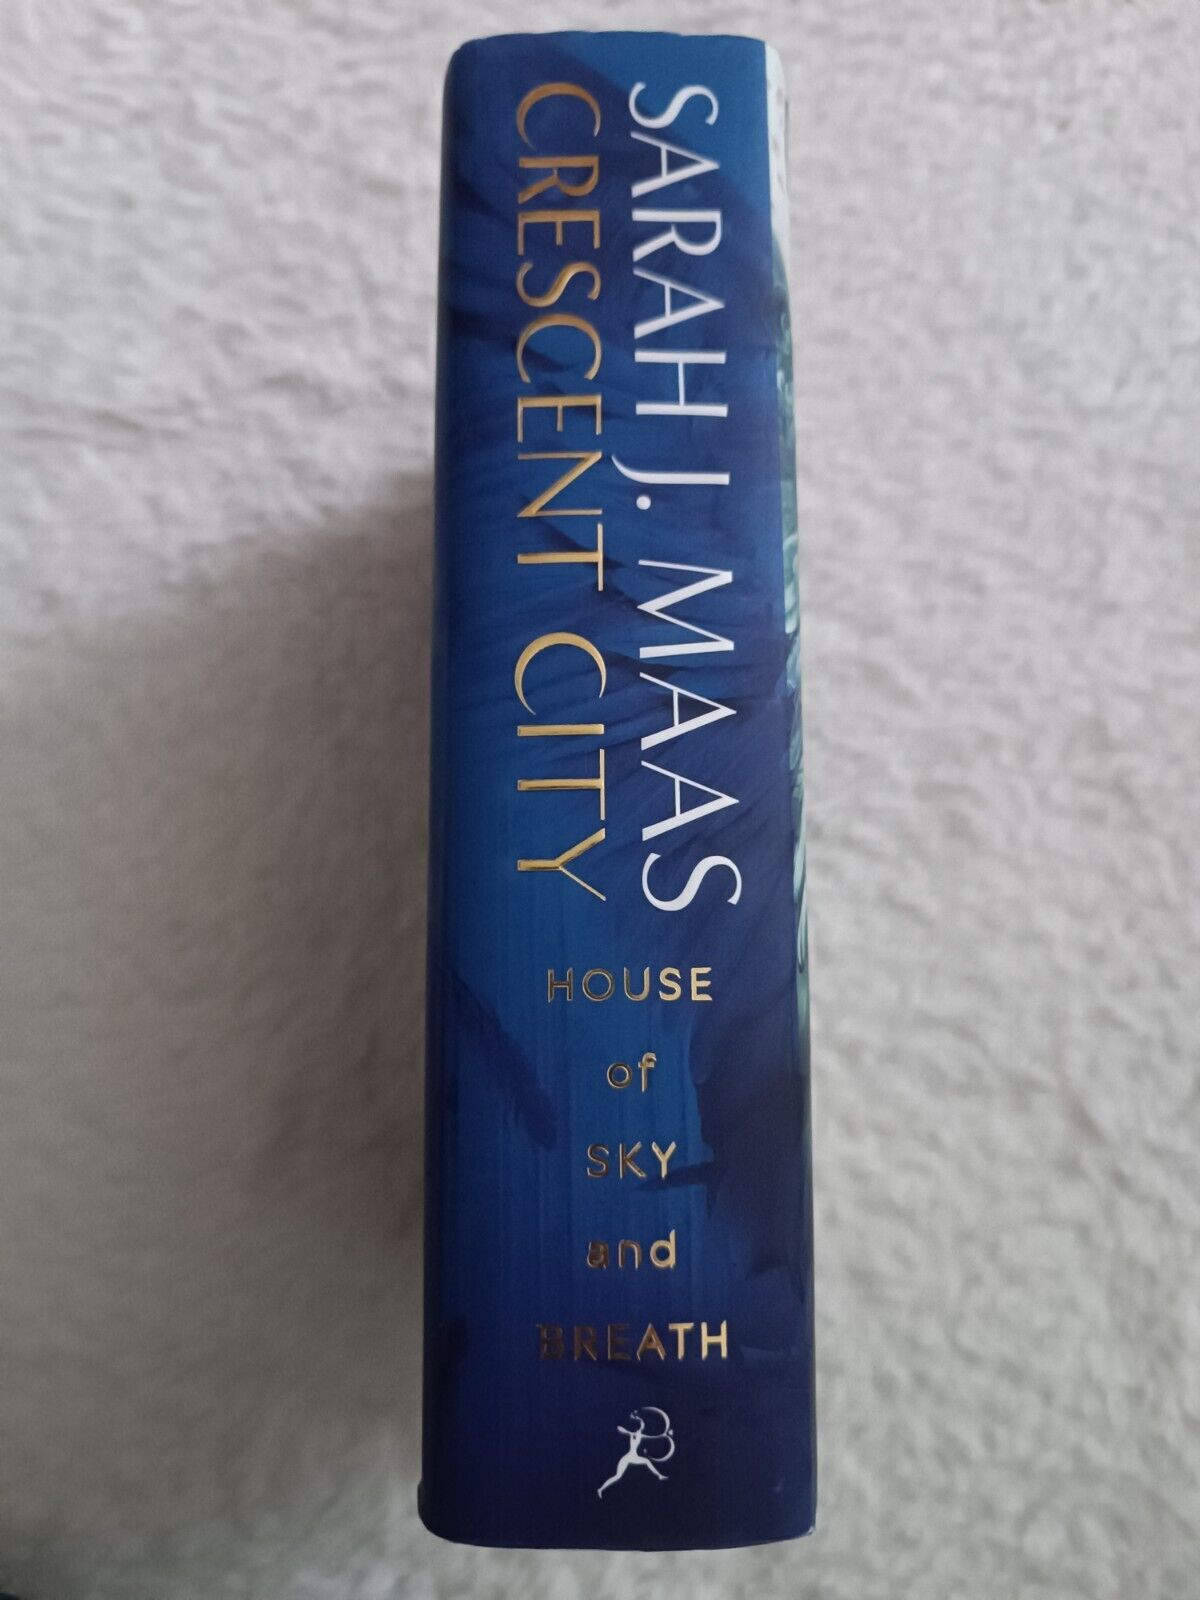 SARAH J. MAAS
CRESCENT CITY
HOUSE
of
SKY
and
BREATH
B.